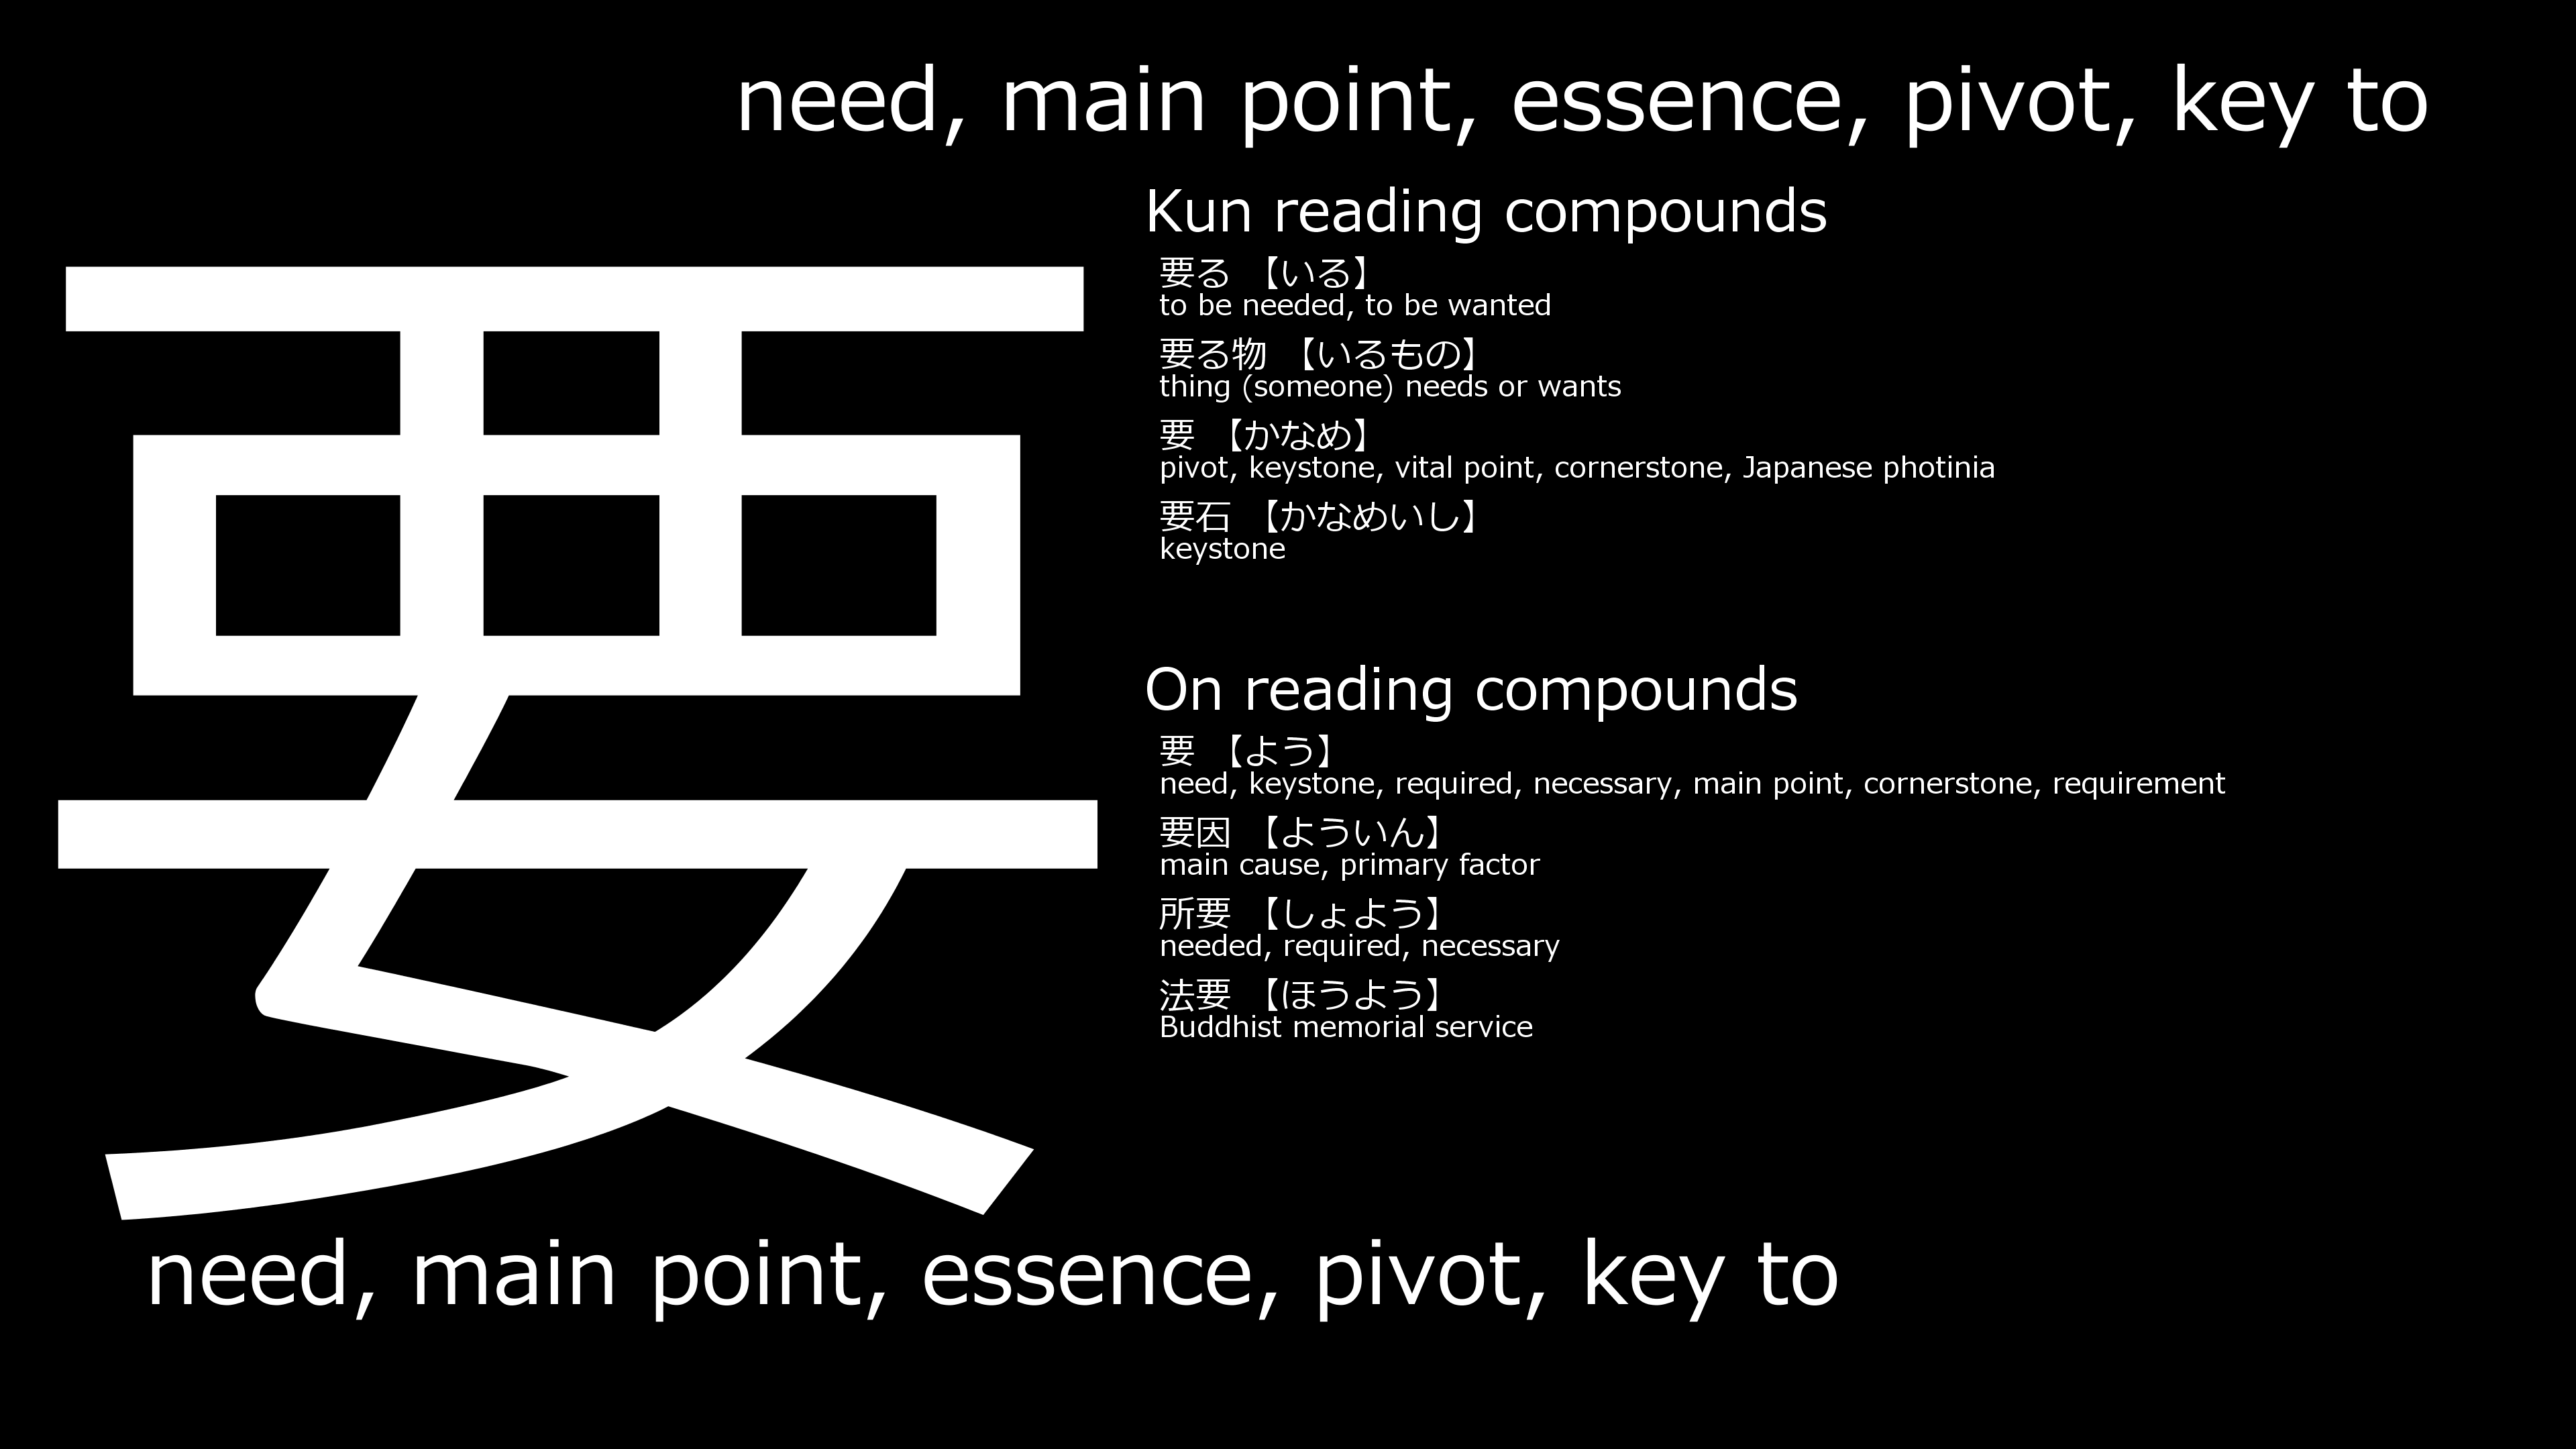 need, main point, essence, pivot, key to
要
Kun reading compounds
要る 【いる】
to be needed, to be wanted
要る物 【いるもの】
thing (someone) needs or wants
要 【かなめ】
pivot, keystone, vital point, cornerstone, Japanese photinia
要石 【かなめいし】
keystone
On reading compounds
要 【よう】
need, keystone, required, necessary, main point, cornerstone, requirement
要因 【よういん】
main cause, primary factor
所要 【しょよう】
needed, required, necessary
法要 【ほうよう】
Buddhist memorial service
need, main point, essence, pivot, key to